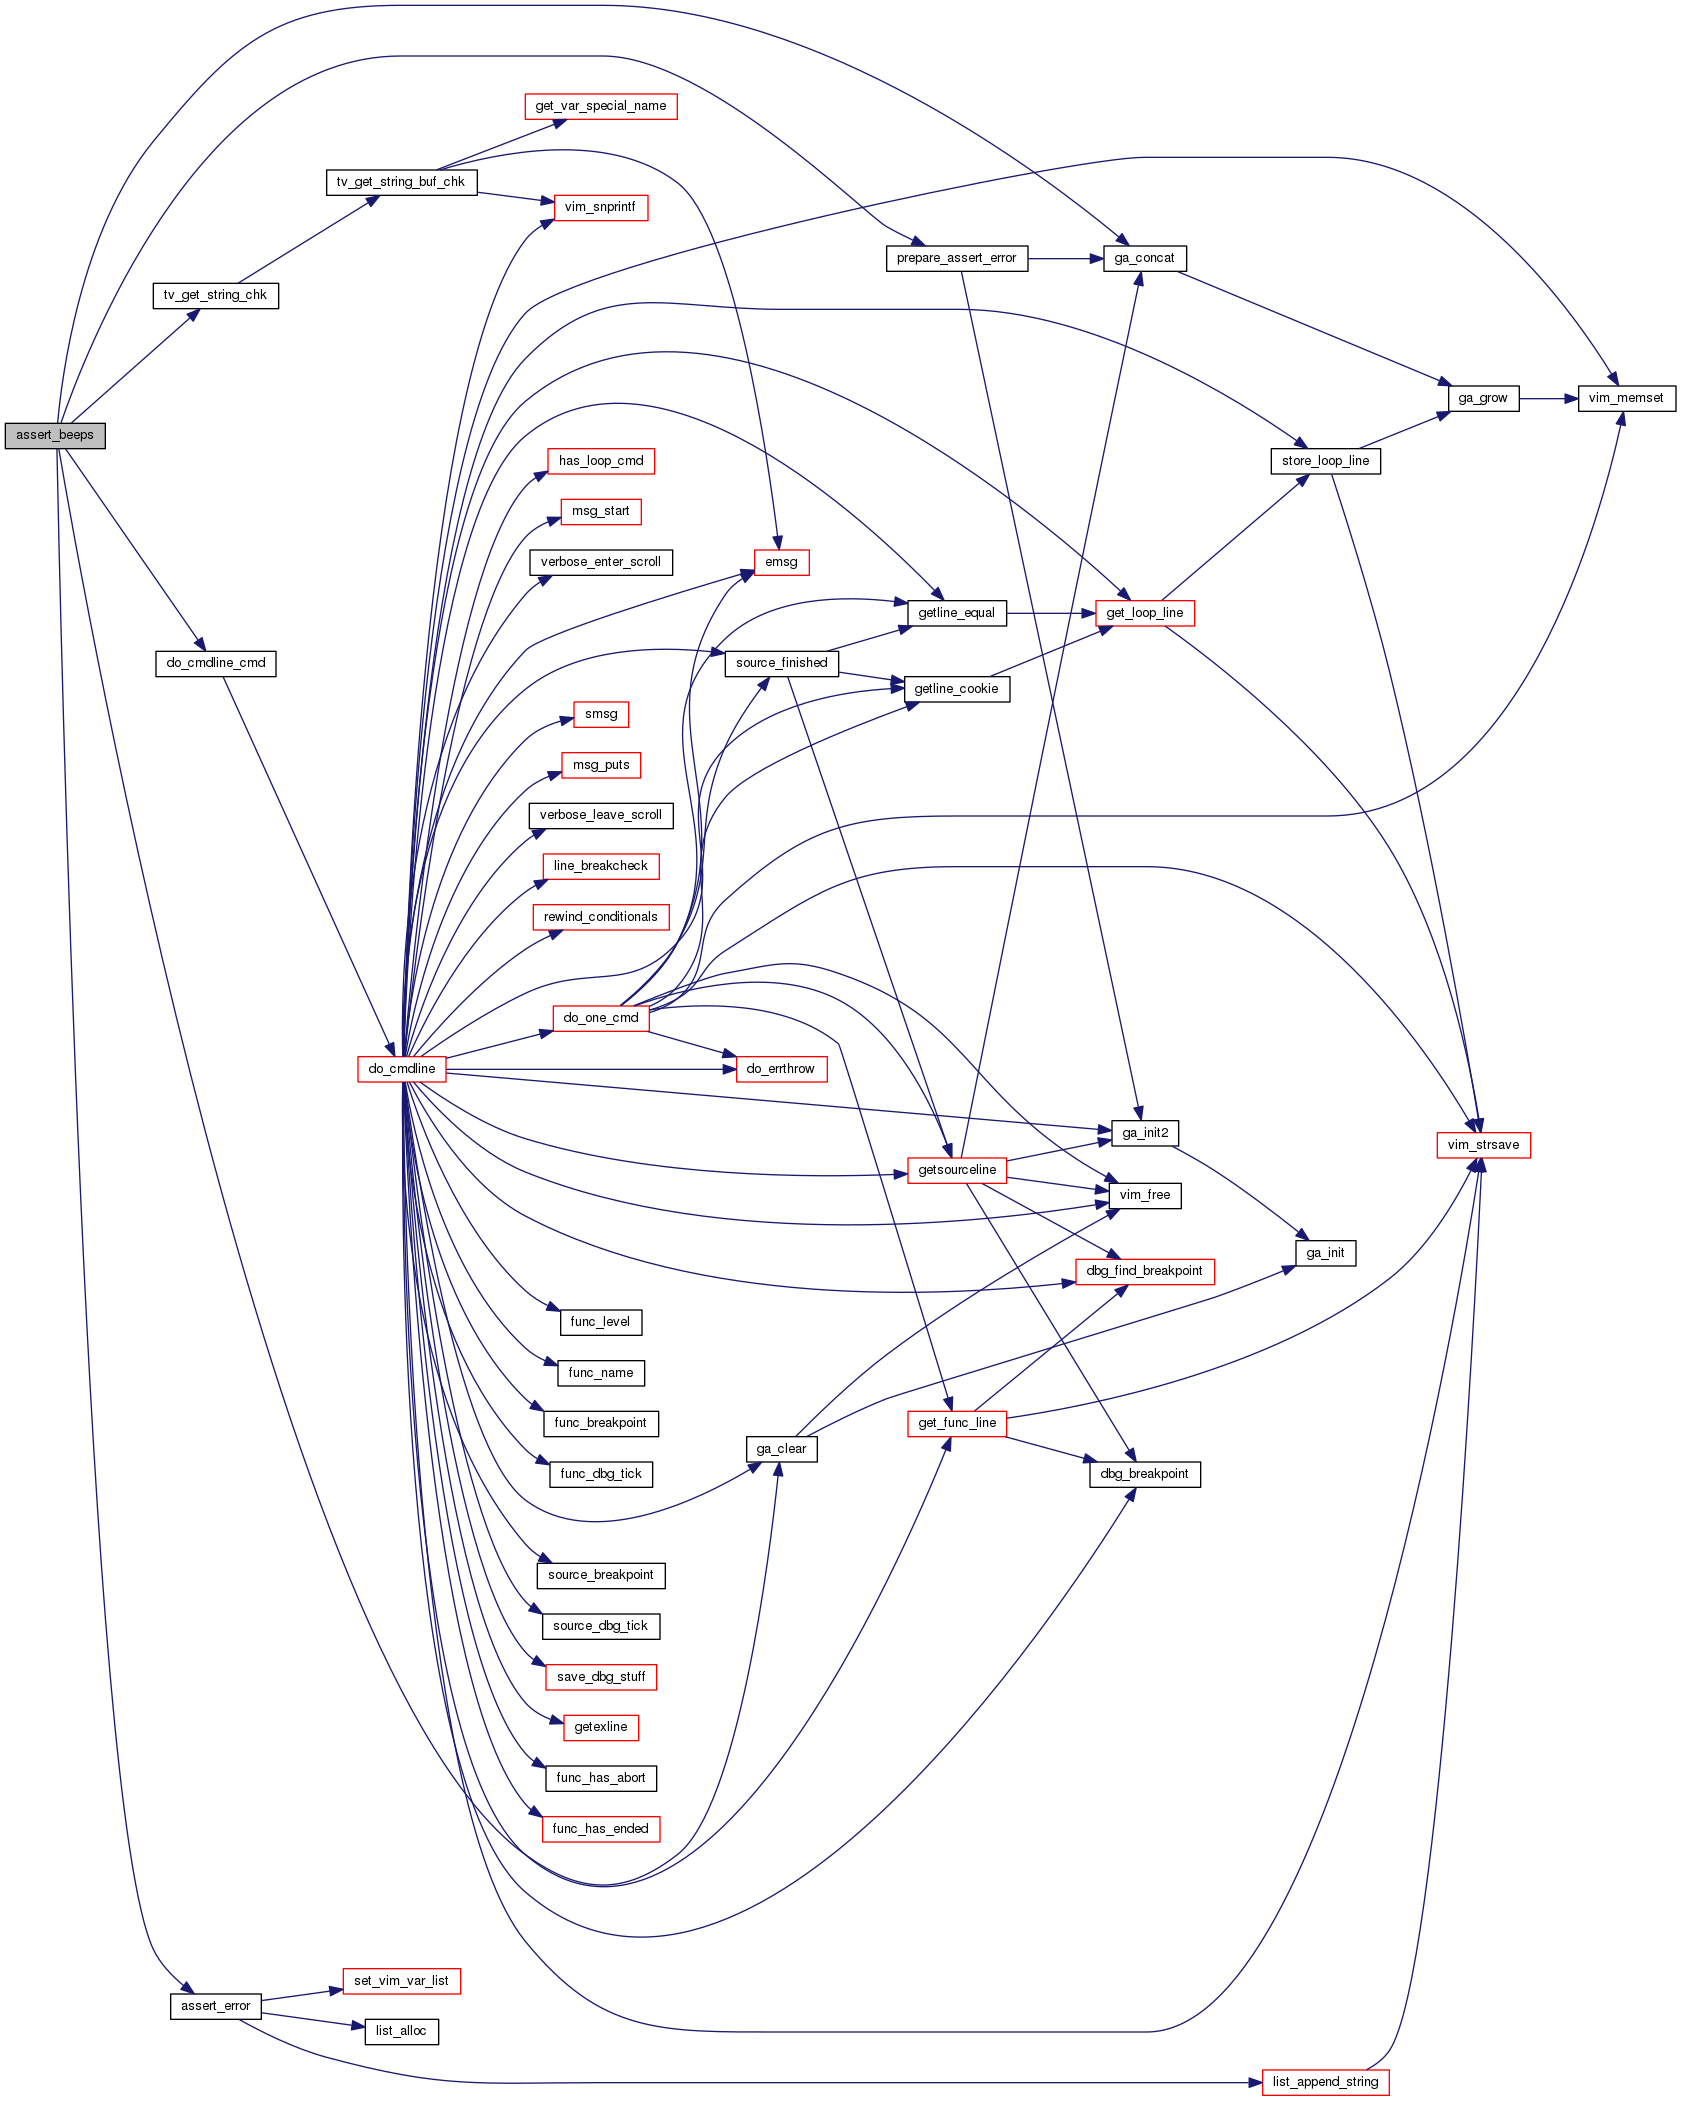 get_var_special_name
tv_get_string_buf_chk
vim_snprintf
prepare_assert_error
ga_concat
tv_get_string_chk
ga_grow
vim_memset
assert_beeps
has_loop_cmd
store_loop_line
msg_start
verbose_enter_scroll
emsg
getline_equal
get_loop_line
do_cmdline_cmd
source_finished
getline_cookie
smsg
msg_puts
verbose_leave_scroll
line_breakcheck
rewind_conditionals
do_one_cmd
do_cmdline
do_errthrow
ga_init2
vim_strsave
getsourceline
vim_free
ga_init
dbg_find_breakpoint
func_level
func_name
func_breakpoint
get_func_line
ga_clear
func_dbg_tick
dbg_breakpoint
source_breakpoint
source_dbg_tick
save_dbg_stuff
getexline
func_has_abort
func_has_ended
set_vim_var_list
assert_error
list_alloc
list_append_string